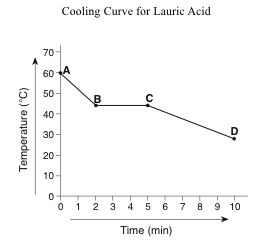 Cooling Curve for Lauric Acid
Temperature (°C)
70
60
50
40
30
20
10
0
A
B
C
D
0 1 2 3 4 5 6 7 8 9 10
Time (min)